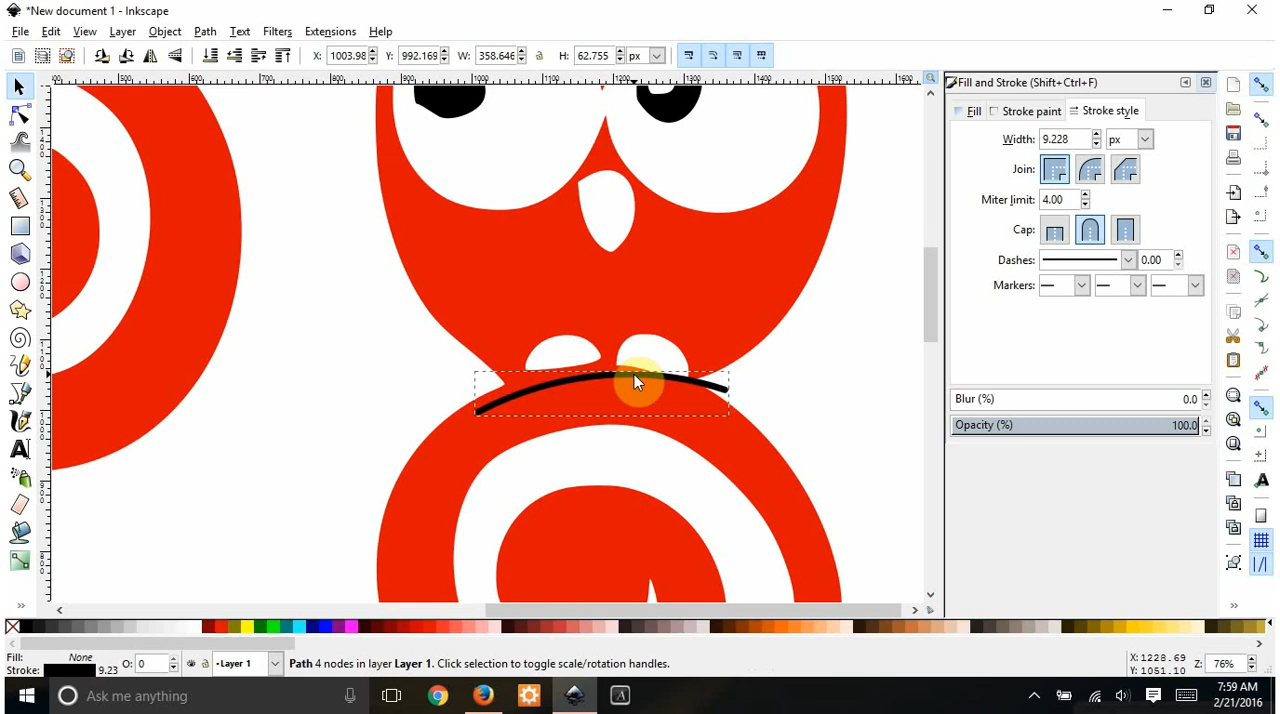 *New document 1 - Inkscape
File Edit View Layer Object Path Text Filters Extensions Help
X: 1003.98 Y: 992.169 W: 358.646 H: 62.755 px
Fill and Stroke (Shift+Ctrl+F)
Fill Stroke paint Stroke style
Width: 9.228 px
Join:
Miter limit: 4.00
Cap:
Dashes: 0.00
Markers:
Blur (%) 0.0
Opacity (%) 100.0
Fill: None
Stroke: 9.23 O: 0 Layer 1 Path 4 nodes in layer Layer 1. Click selection to toggle scale/rotation handles.
X: 1228.69
Y: 1051.10
Z: 76%
Ask me anything
7:59 AM
2/21/2016